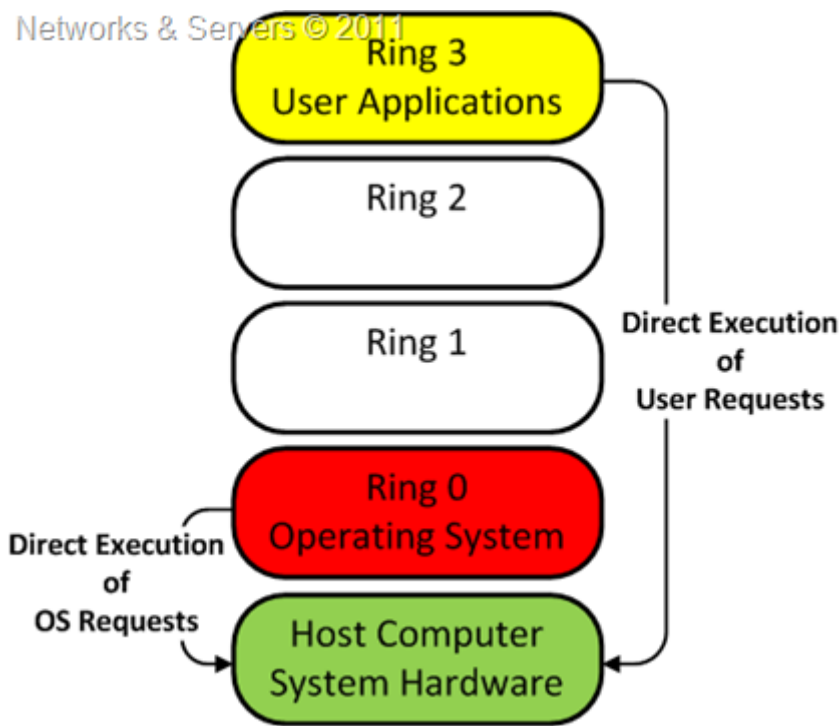 Networks & Servers © 2011
Ring 3
User Applications
Ring 2
Ring 1
Direct Execution
of
User Requests
Ring 0
Operating System
Direct Execution
of
OS Requests
Host Computer
System Hardware